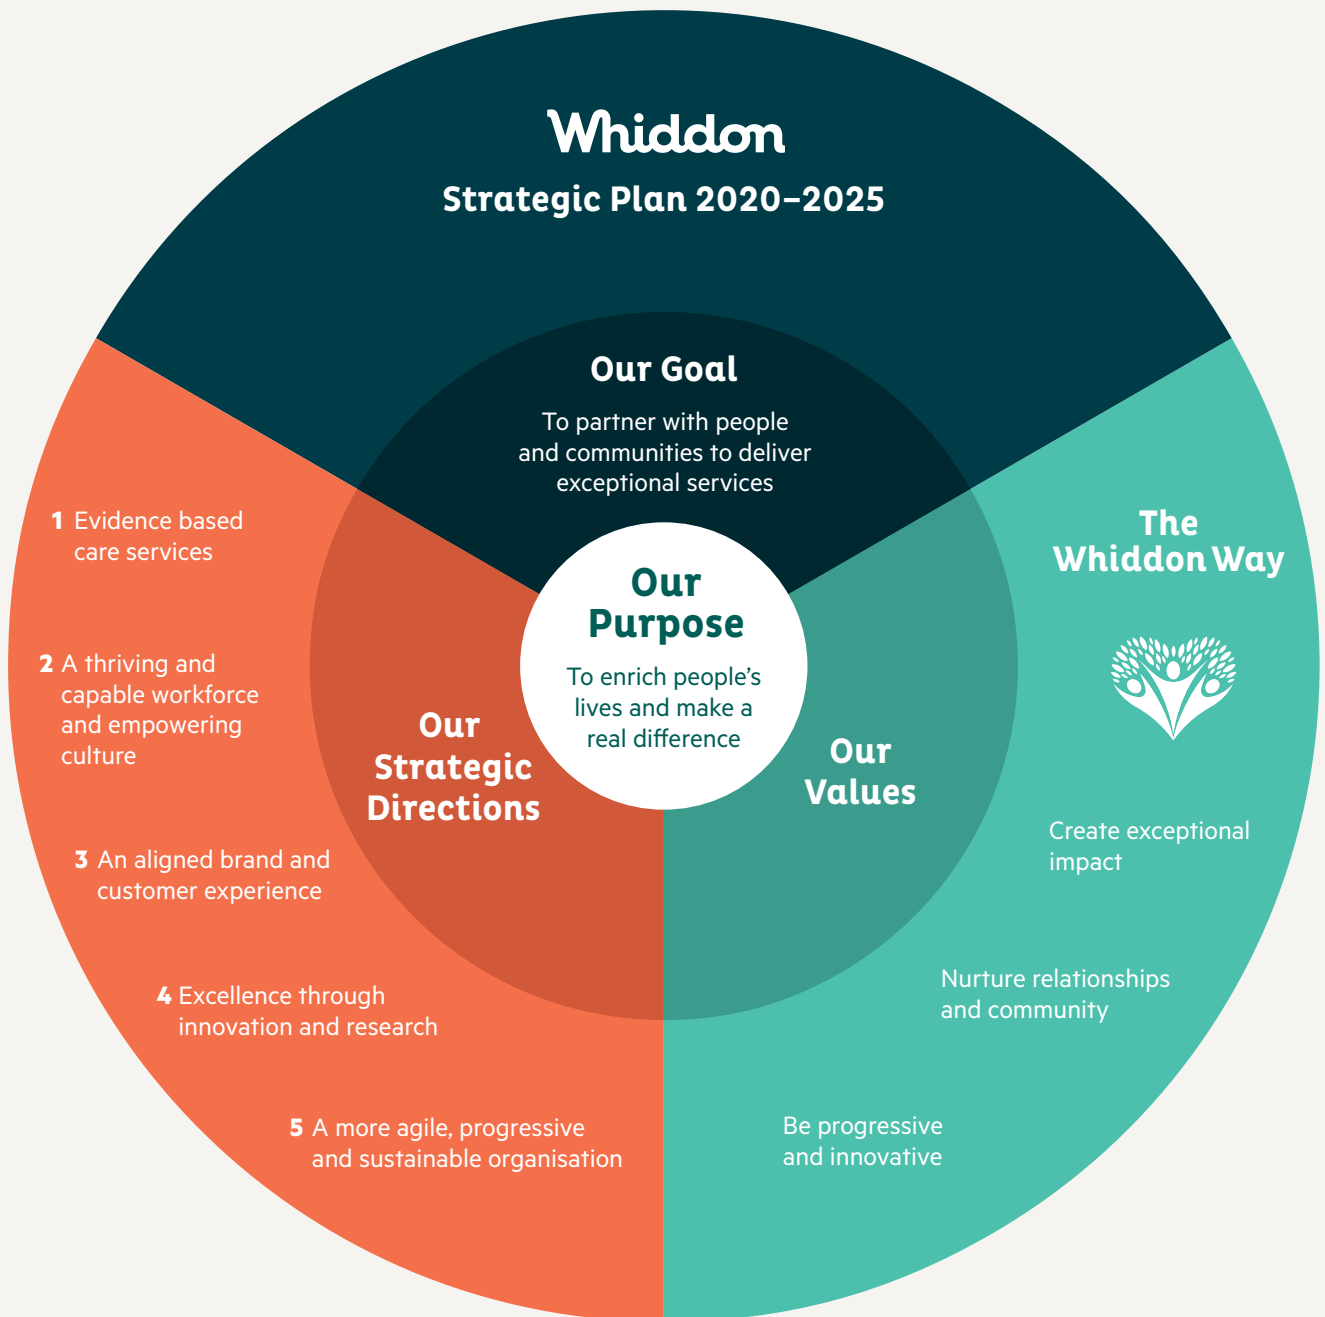 Whiddon
Strategic Plan 2020–2025
Our Goal
To partner with people
and communities to deliver
exceptional services
Our
Purpose
To enrich people’s
lives and make a
real difference
Our
Strategic
Directions
1 Evidence based
care services
2 A thriving and
capable workforce
and empowering
culture
3 An aligned brand and
customer experience
4 Excellence through
innovation and research
5 A more agile, progressive
and sustainable organisation
Our
Values
The
Whiddon Way
Create exceptional
impact
Nurture relationships
and community
Be progressive
and innovative